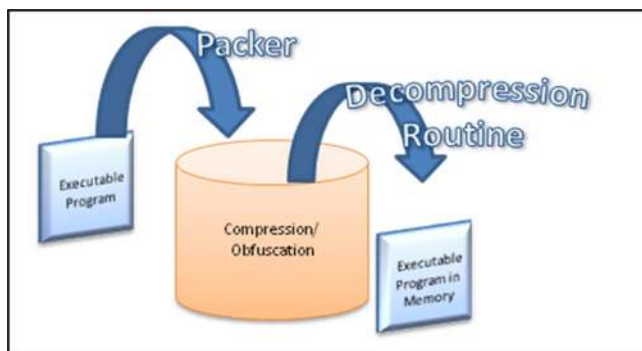 Packer
Decompression
Routine
Executable
Program
Compression/
Obfuscation
Executable
Program in
Memory